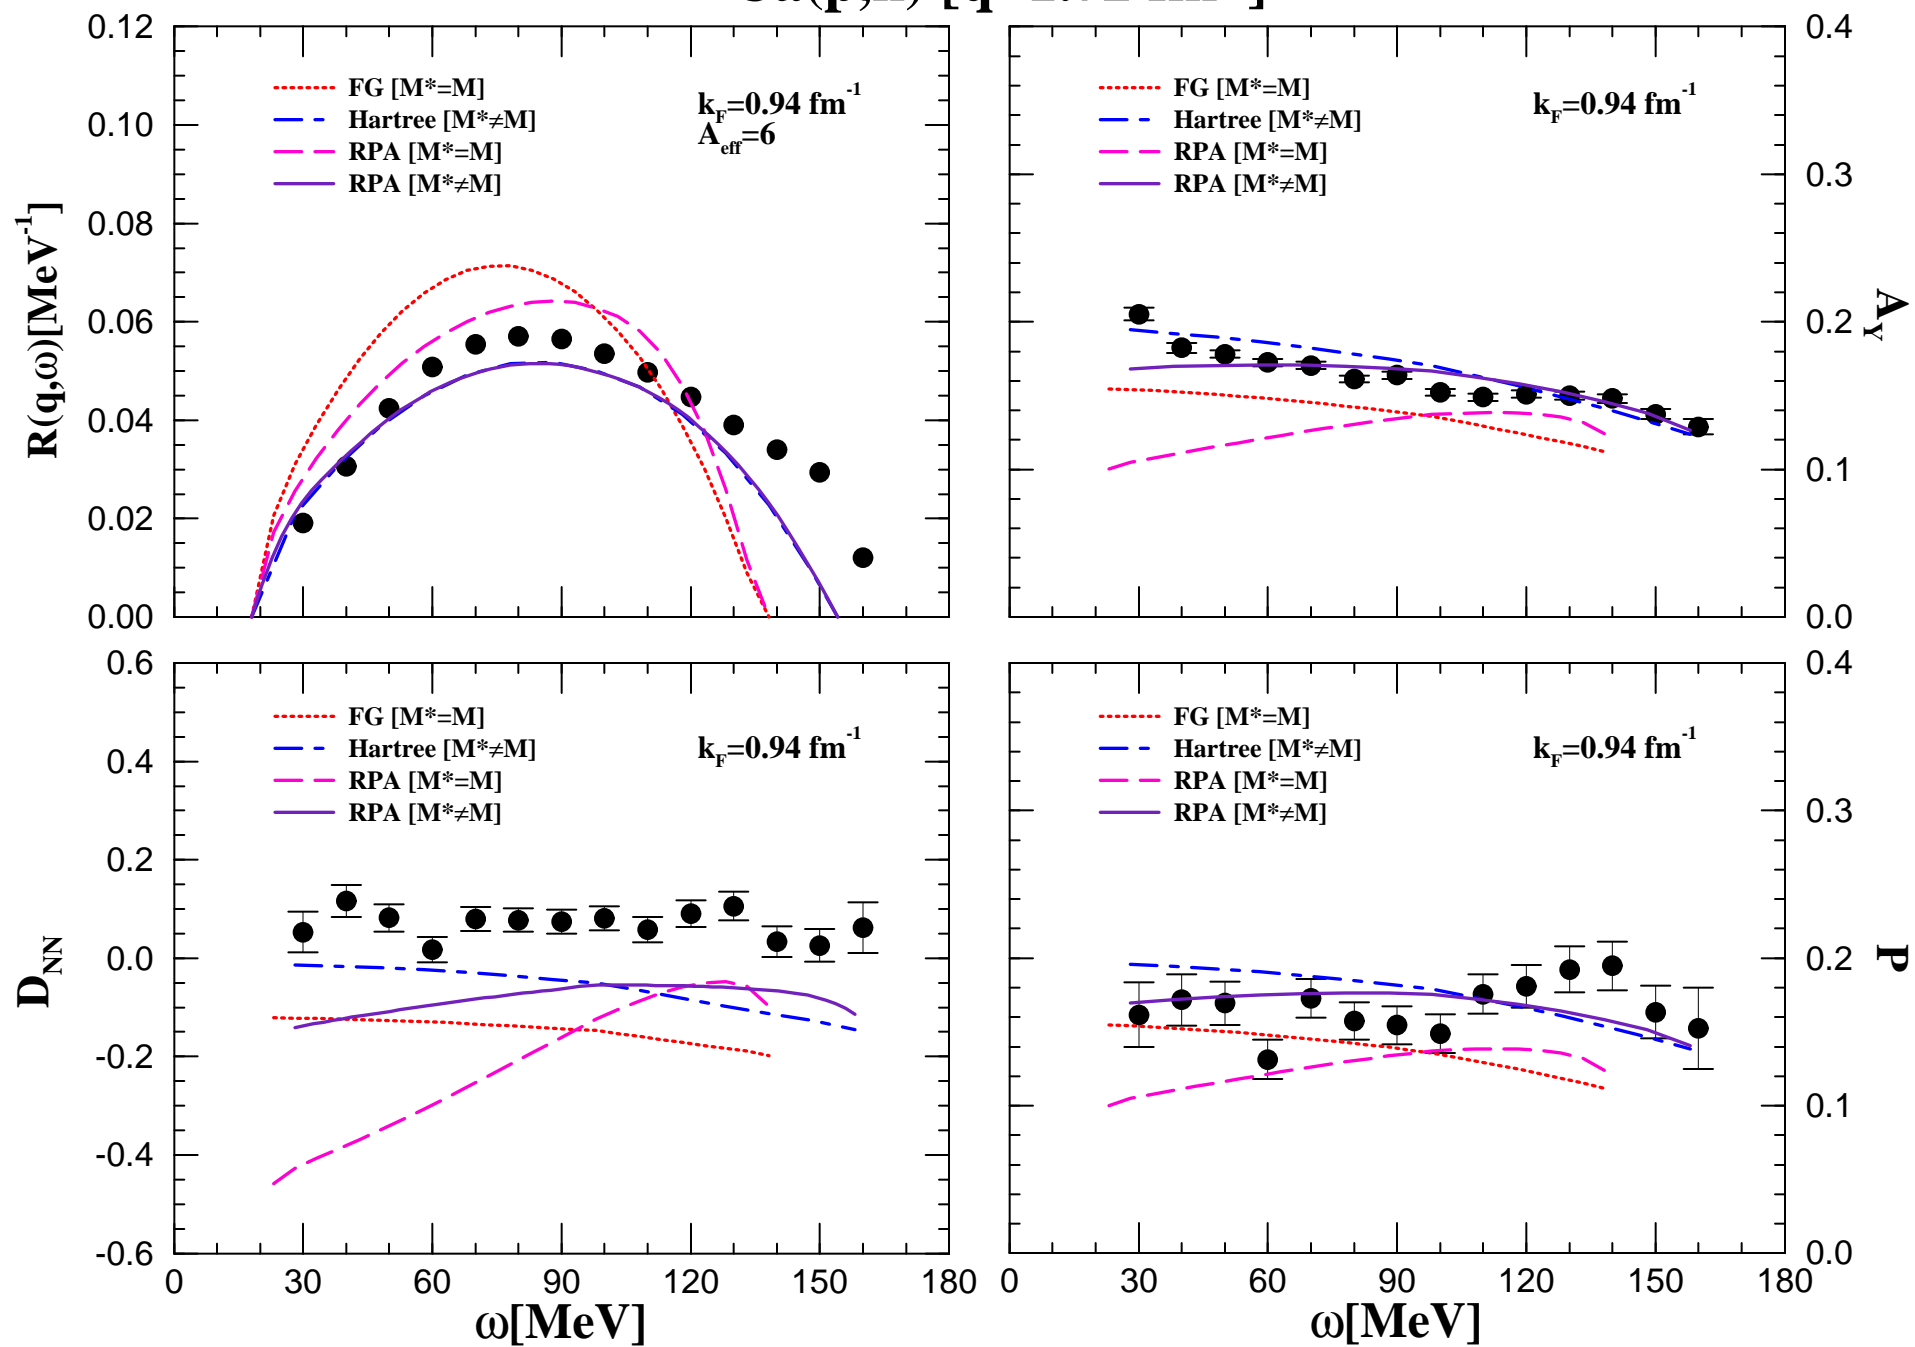 0.12
0.10
0.08
0.06
0.04
0.02
0.00
R(q,ω)[MeV⁻¹]
FG [M*=M]
Hartree [M*≠M]
RPA [M*=M]
RPA [M*≠M]
k_F=0.94 fm⁻¹
A_eff=6
FG [M*=M]
Hartree [M*≠M]
RPA [M*=M]
RPA [M*≠M]
k_F=0.94 fm⁻¹
0.4
0.3
0.2
0.1
0.0
A_Y
0.6
0.4
0.2
0.0
-0.2
-0.4
-0.6
D_NN
FG [M*=M]
Hartree [M*≠M]
RPA [M*=M]
RPA [M*≠M]
k_F=0.94 fm⁻¹
0 30 60 90 120 150 180
ω[MeV]
FG [M*=M]
Hartree [M*≠M]
RPA [M*=M]
RPA [M*≠M]
k_F=0.94 fm⁻¹
0.4
0.3
0.2
0.1
0.0
P
0 30 60 90 120 150 180
ω[MeV]